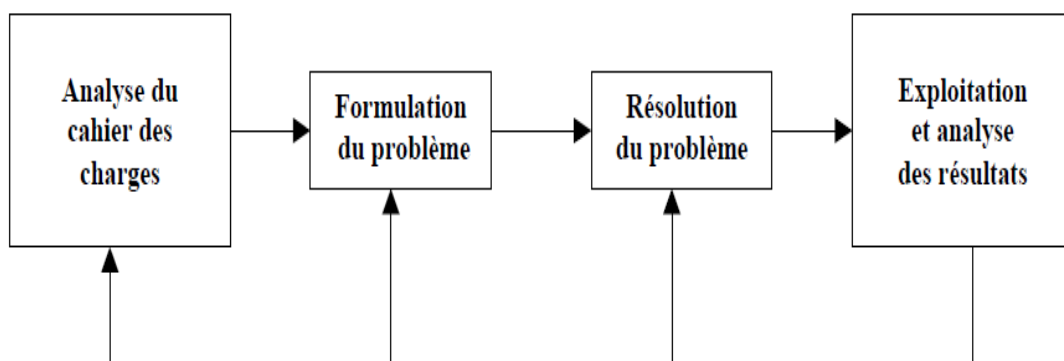 Analyse du
cahier des
charges
Formulation
du problème
Résolution
du problème
Exploitation
et analyse
des résultats